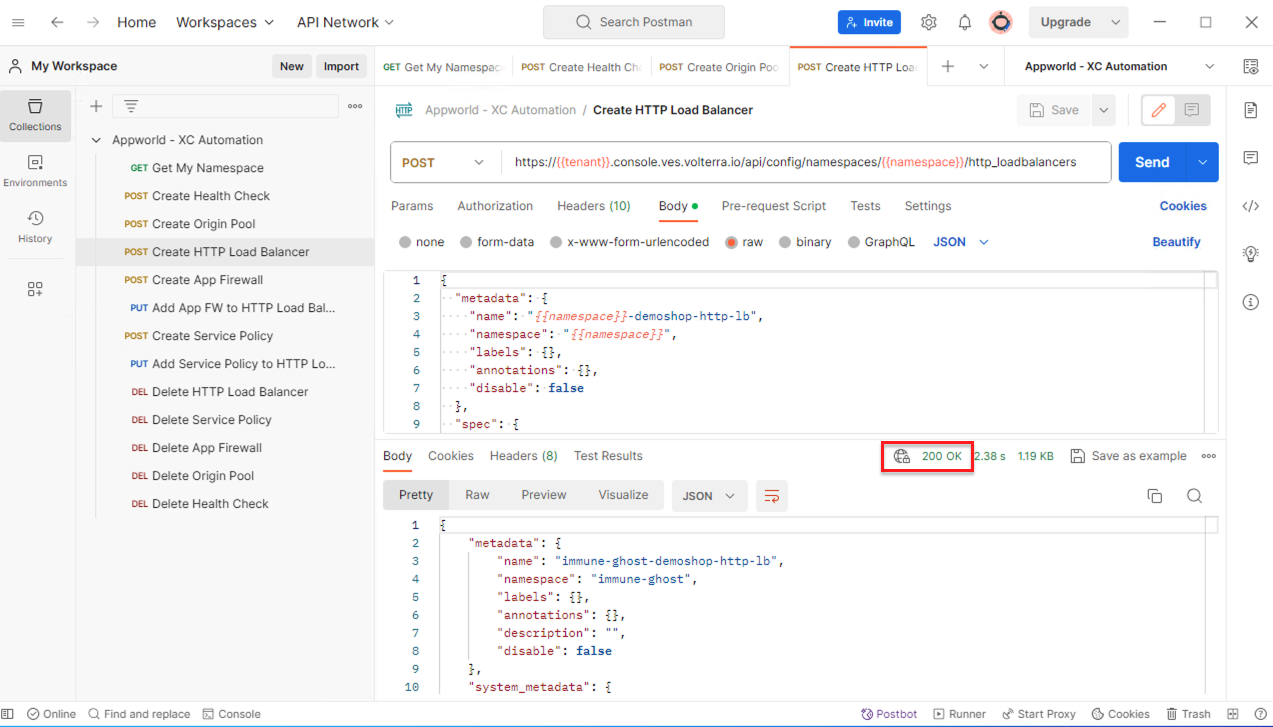 Home Workspaces API Network Search Postman Invite Upgrade
My Workspace New Import
GET Get My Namespac POST Create Health Ch POST Create Origin Poo POST Create HTTP Loa Appworld - XC Automation
Collections
Environments
History
Appworld - XC Automation
GET Get My Namespace
POST Create Health Check
POST Create Origin Pool
POST Create HTTP Load Balancer
POST Create App Firewall
PUT Add App FW to HTTP Load Bal...
POST Create Service Policy
PUT Add Service Policy to HTTP Lo...
DEL Delete HTTP Load Balancer
DEL Delete Service Policy
DEL Delete App Firewall
DEL Delete Origin Pool
DEL Delete Health Check
HTTP Appworld - XC Automation / Create HTTP Load Balancer Save
POST https://{{tenant}}.console.ves.volterra.io/api/config/namespaces/{{namespace}}/http_loadbalancers Send
Params Authorization Headers (10) Body Pre-request Script Tests Settings Cookies
none form-data x-www-form-urlencoded raw binary GraphQL JSON Beautify
1 {
2 "metadata": {
3 "name": "{{namespace}}-demoshop-http-lb",
4 "namespace": "{{namespace}}",
5 "labels": {},
6 "annotations": {},
7 "disable": false
8 },
9 "spec": {
Body Cookies Headers (8) Test Results 200 OK 2.38 s 1.19 KB Save as example
Pretty Raw Preview Visualize JSON
1 {
2 "metadata": {
3 "name": "immune-ghost-demoshop-http-lb",
4 "namespace": "immune-ghost",
5 "labels": {},
6 "annotations": {},
7 "description": "",
8 "disable": false
9 },
10 "system_metadata": {
Online Find and replace Console Postbot Runner Start Proxy Cookies Trash